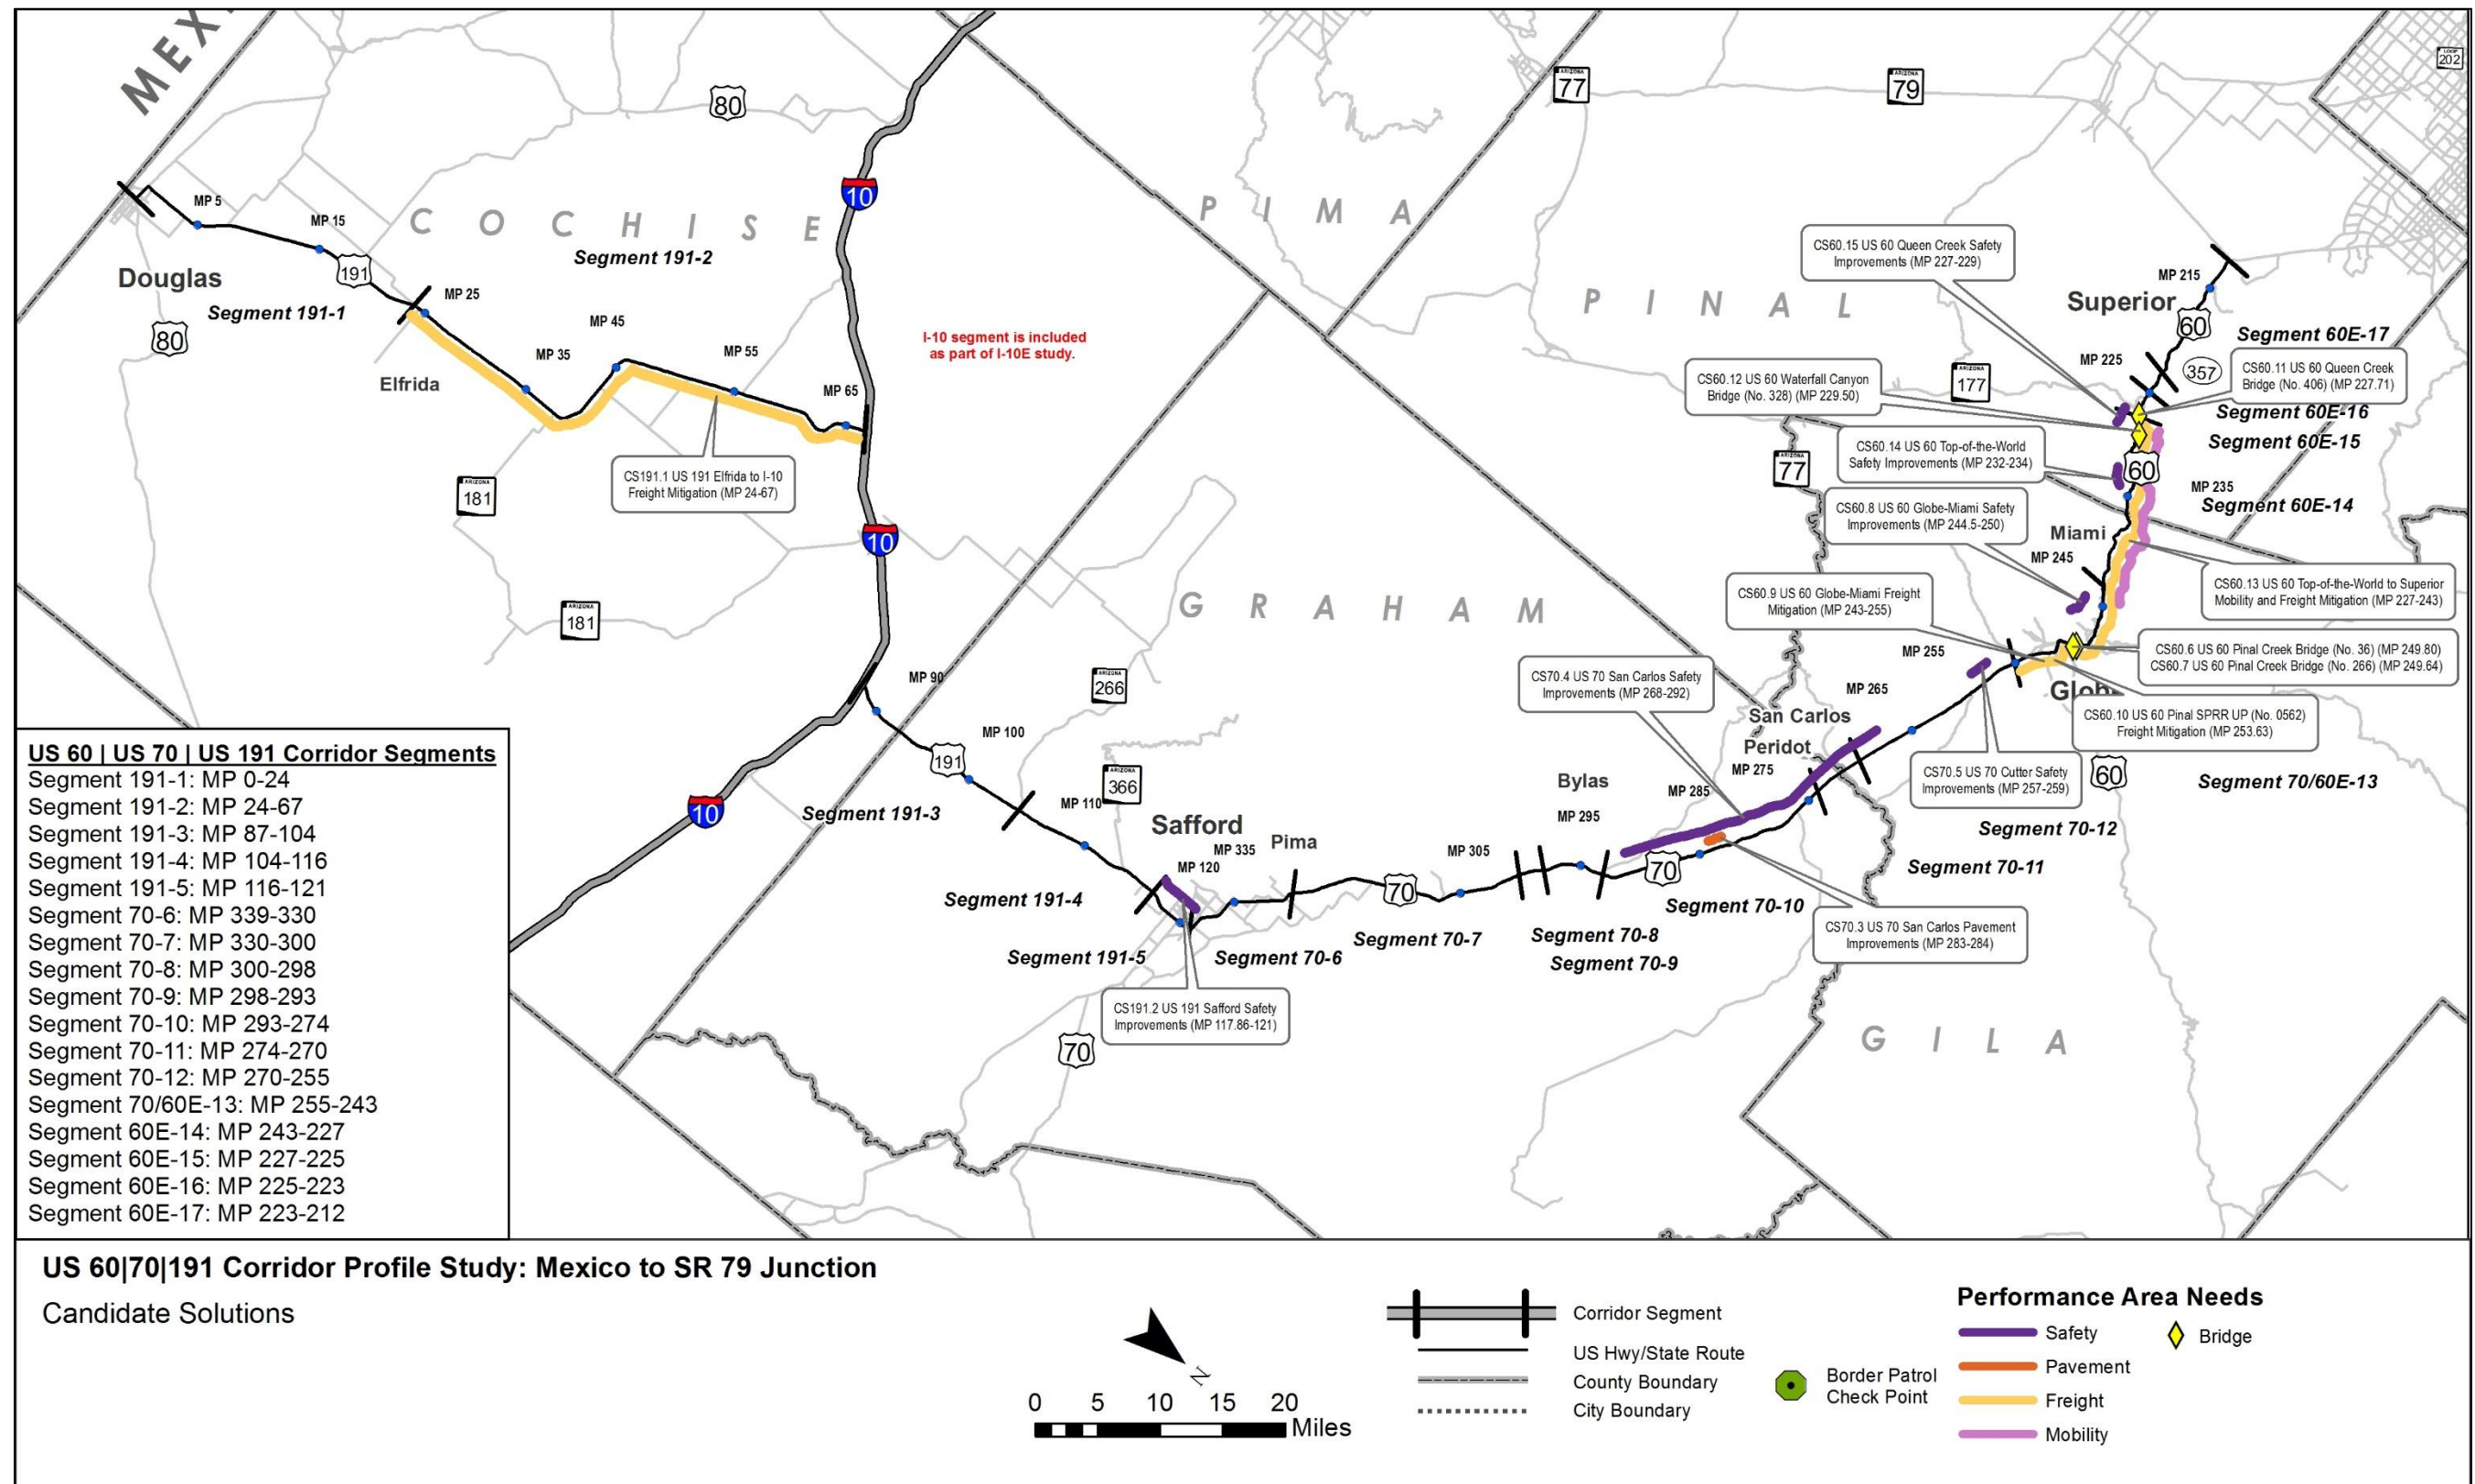 MEX
LOOP
202
ARIZONA
77
ARIZONA
79
80
10
MP 5
MP 15
C O C H I S E
P I M A
Segment 191-2
191
Douglas
Segment 191-1
MP 25
80
Elfrida
MP 35
MP 45
MP 55
MP 65
I-10 segment is included
as part of I-10E study.
CS191.1 US 191 Elfrida to I-10
Freight Mitigation (MP 24-67)
ARIZONA
181
ARIZONA
181
10
CS60.15 US 60 Queen Creek Safety
Improvements (MP 227-229)
P I N A L
MP 215
Superior
60
Segment 60E-17
MP 225
357
CS60.11 US 60 Queen Creek
Bridge (No. 406) (MP 227.71)
CS60.12 US 60 Waterfall Canyon
Bridge (No. 328) (MP 229.50)
ARIZONA
177
Segment 60E-16
Segment 60E-15
CS60.14 US 60 Top-of-the-World
Safety Improvements (MP 232-234)
60
ARIZONA
77
MP 235
Segment 60E-14
CS60.8 US 60 Globe-Miami Safety
Improvements (MP 244.5-250)
Miami
MP 245
CS60.13 US 60 Top-of-the-World to Superior
Mobility and Freight Mitigation (MP 227-243)
CS60.9 US 60 Globe-Miami Freight
Mitigation (MP 243-255)
G R A H A M
MP 255
CS60.6 US 60 Pinal Creek Bridge (No. 36) (MP 249.80)
CS60.7 US 60 Pinal Creek Bridge (No. 266) (MP 249.64)
Globe
CS60.10 US 60 Pinal SPRR UP (No. 0562)
Freight Mitigation (MP 253.63)
CS70.4 US 70 San Carlos Safety
Improvements (MP 268-292)
MP 265
San Carlos
Peridot
MP 275
CS70.5 US 70 Cutter Safety
Improvements (MP 257-259)
60
Segment 70/60E-13
Segment 70-12
Segment 70-11
MP 90
ARIZONA
266
MP 100
191
10
Segment 191-3
ARIZONA
366
MP 110
Safford
MP 335
Pima
MP 120
MP 305
Bylas
MP 295
MP 285
70
70
Segment 191-4
Segment 191-5
Segment 70-6
Segment 70-7
Segment 70-8
Segment 70-9
Segment 70-10
CS70.3 US 70 San Carlos Pavement
Improvements (MP 283-284)
CS191.2 US 191 Safford Safety
Improvements (MP 117.86-121)
70
G I L A
US 60 | US 70 | US 191 Corridor Segments
Segment 191-1: MP 0-24
Segment 191-2: MP 24-67
Segment 191-3: MP 87-104
Segment 191-4: MP 104-116
Segment 191-5: MP 116-121
Segment 70-6: MP 339-330
Segment 70-7: MP 330-300
Segment 70-8: MP 300-298
Segment 70-9: MP 298-293
Segment 70-10: MP 293-274
Segment 70-11: MP 274-270
Segment 70-12: MP 270-255
Segment 70/60E-13: MP 255-243
Segment 60E-14: MP 243-227
Segment 60E-15: MP 227-225
Segment 60E-16: MP 225-223
Segment 60E-17: MP 223-212
US 60|70|191 Corridor Profile Study: Mexico to SR 79 Junction
Candidate Solutions
N
0 5 10 15 20
Miles
Corridor Segment
US Hwy/State Route
County Boundary
City Boundary
Border Patrol
Check Point
Performance Area Needs
Safety
Pavement
Freight
Mobility
Bridge